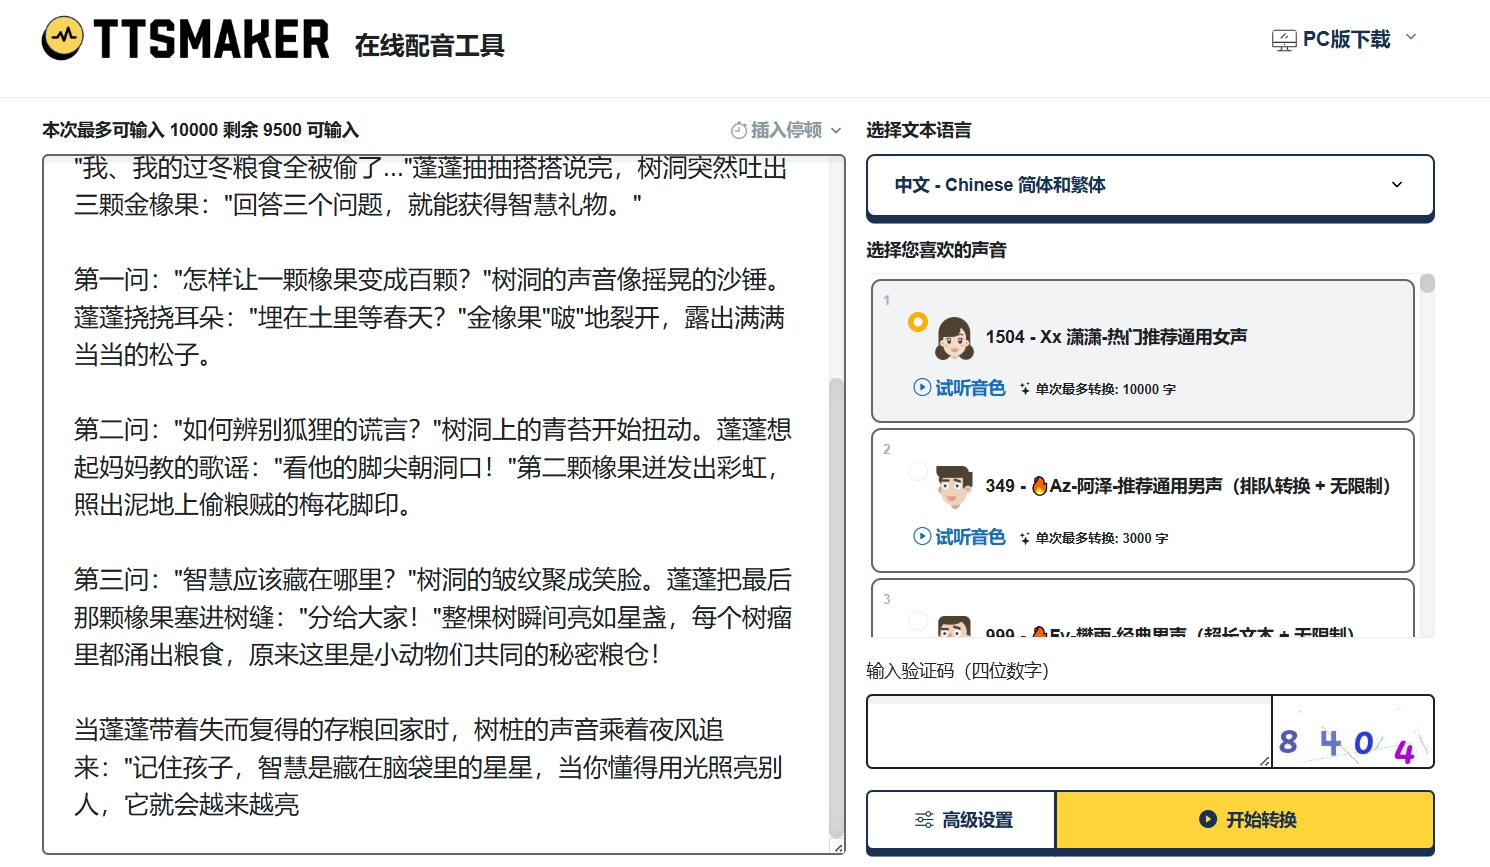 TTSMAKER 在线配音工具
PC版下载
本次最多可输入 10000 剩余 9500 可输入
插入停顿
"我、我的过冬粮食全被偷了..."蓬蓬抽抽搭搭说完，树洞突然吐出
三颗金橡果："回答三个问题，就能获得智慧礼物。"
第一问："怎样让一颗橡果变成百颗？"树洞的声音像摇晃的沙锤。
蓬蓬挠挠耳朵："埋在土里等春天？"金橡果"啵"地裂开，露出满满
当当的松子。
第二问："如何辨别狐狸的谎言？"树洞上的青苔开始扭动。蓬蓬想
起妈妈教的歌谣："看他的脚尖朝洞口！"第二颗橡果迸发出彩虹，
照出泥地上偷粮贼的梅花脚印。
第三问："智慧应该藏在哪里？"树洞的皱纹聚成笑脸。蓬蓬把最后
那颗橡果塞进树缝："分给大家！"整棵树瞬间亮如星盏，每个树瘤
里都涌出粮食，原来这里是小动物们共同的秘密粮仓！
当蓬蓬带着失而复得的存粮回家时，树桩的声音乘着夜风追
来："记住孩子，智慧是藏在脑袋里的星星，当你懂得用光照亮别
人，它就会越来越亮
选择文本语言
中文 - Chinese 简体和繁体
选择您喜欢的声音
1
1504 - Xx 潇潇-热门推荐通用女声
试听音色 单次最多转换: 10000 字
2
349 - 🔥Az-阿泽-推荐通用男声（排队转换 + 无限制）
试听音色 单次最多转换: 3000 字
3
999 - 🔥Fy-樊雨-经典男声（超长文本 + 无限制）
输入验证码（四位数字）
8404
高级设置
开始转换